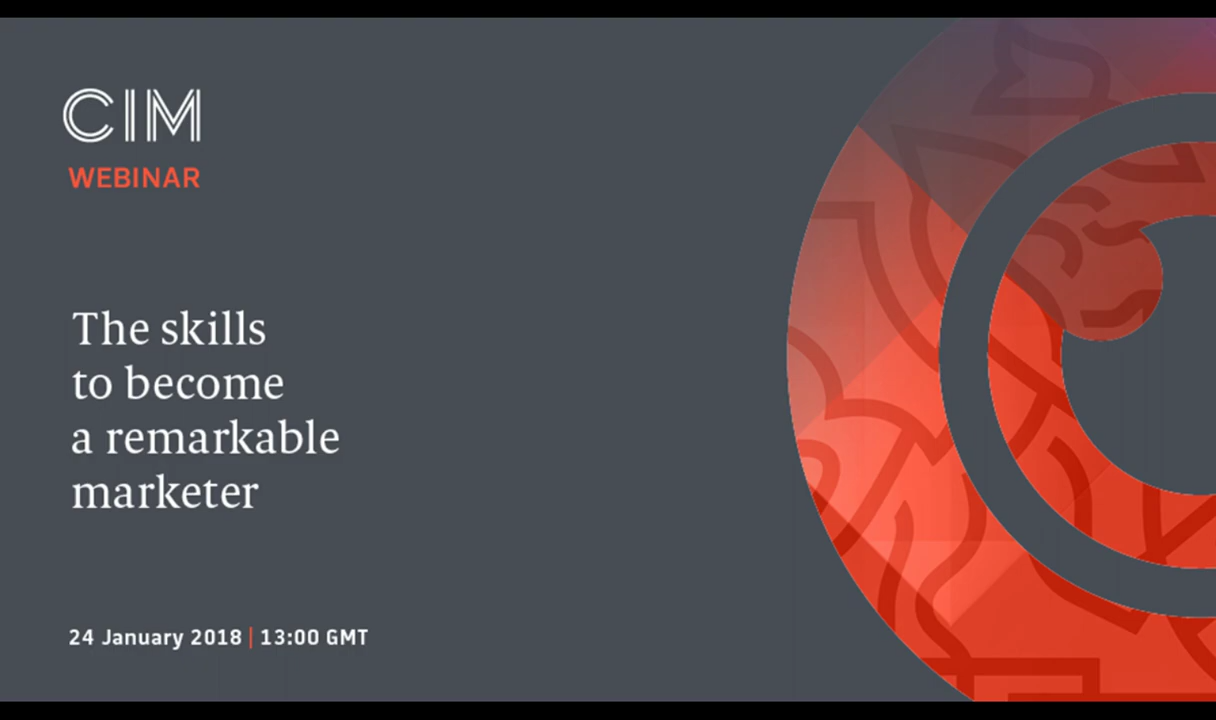 CIM
WEBINAR
The skills
to become
a remarkable
marketer
24 January 2018 | 13:00 GMT